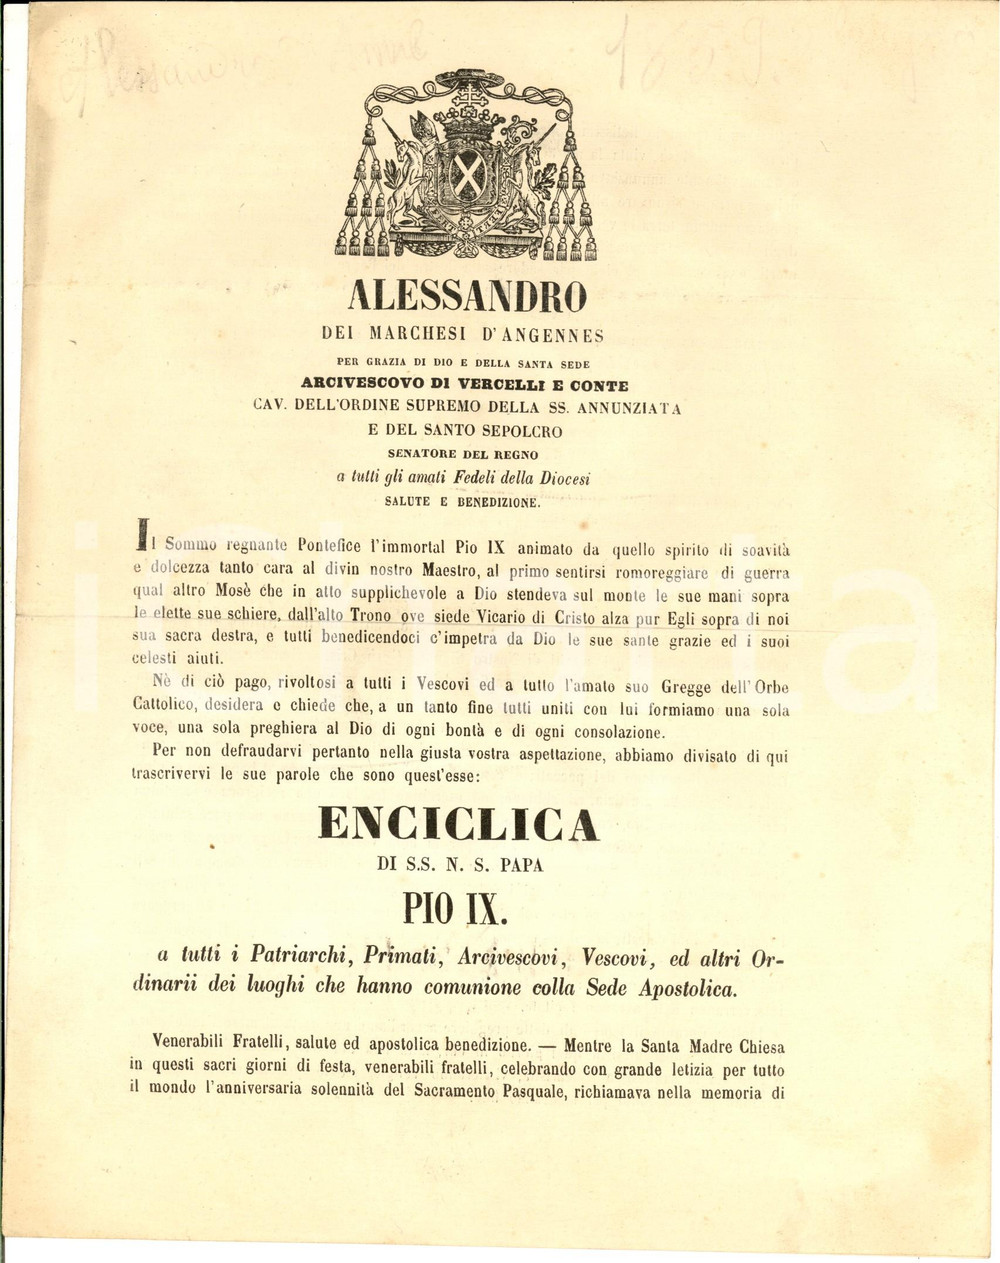 1859.
ALESSANDRO
DEI MARCHESI D'ANGENNES
PER GRAZIA DI DIO E DELLA SANTA SEDE
ARCIVESCOVO DI VERCELLI E CONTE
CAV. DELL'ORDINE SUPREMO DELLA SS. ANNUNZIATA
E DEL SANTO SEPOLCRO
SENATORE DEL REGNO
a tutti gli amati Fedeli della Diocesi
SALUTE E BENEDIZIONE.
Il Sommo regnante Pontefice l'immortal Pio IX animato da quello spirito di soavità
e dolcezza tanto cara al divin nostro Maestro, al primo sentirsi romoreggiare di guerra
qual altro Mosè che in atto supplichevole a Dio stendeva sul monte le sue mani sopra
le elette sue schiere, dall'alto Trono ove siede Vicario di Cristo alza pur Egli sopra di noi
sua sacra destra, e tutti benedicendoci c'impetra da Dio le sue sante grazie ed i suoi
celesti aiuti.
Nè di ciò pago, rivoltosi a tutti i Vescovi ed a tutto l'amato suo Gregge dell'Orbe
Cattolico, desidera e chiede che, a un tanto fine tutti uniti con lui formiamo una sola
voce, una sola preghiera al Dio di ogni bontà e di ogni consolazione.
Per non defraudarvi pertanto nella giusta vostra aspettazione, abbiamo divisato di qui
trascrivervi le sue parole che sono quest'esse:
ENCICLICA
DI S.S. N. S. PAPA
PIO IX.
a tutti i Patriarchi, Primati, Arcivescovi, Vescovi, ed altri Or-
dinarii dei luoghi che hanno comunione colla Sede Apostolica.
Venerabili Fratelli, salute ed apostolica benedizione. — Mentre la Santa Madre Chiesa
in questi sacri giorni di festa, venerabili fratelli, celebrando con grande letizia per tutto
il mondo l'anniversaria solennità del Sacramento Pasquale, richiamava nella memoria di